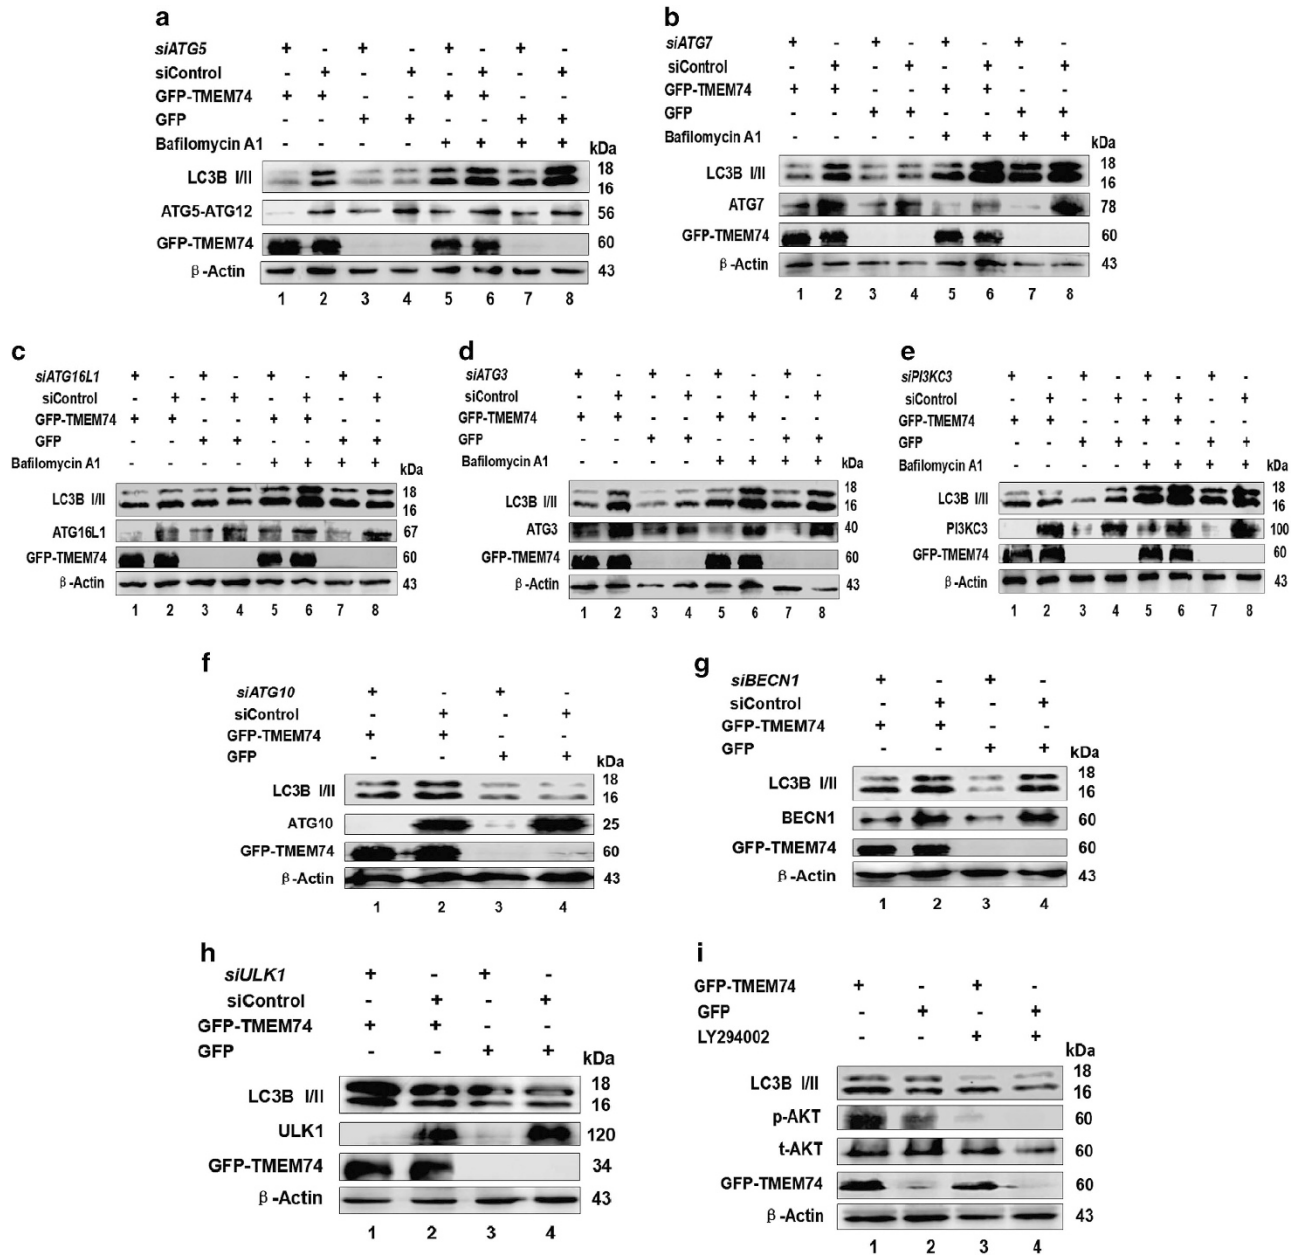 a
siATG5 + - + - + - + -
siControl - + - + - + - +
GFP-TMEM74 + + - - + + - -
GFP - - + + - - + +
Bafilomycin A1 - - - - + + + +
kDa
LC3B I/II 18
16
ATG5-ATG12 56
GFP-TMEM74 60
β-Actin 43
1 2 3 4 5 6 7 8
b
siATG7 + - + - + - + -
siControl - + - + - + - +
GFP-TMEM74 + + - - + + - -
GFP - - + + - - + +
Bafilomycin A1 - - - - + + + +
kDa
LC3B I/II 18
16
ATG7 78
GFP-TMEM74 60
β-Actin 43
1 2 3 4 5 6 7 8
c
siATG16L1 + - + - + - + -
siControl - + - + - + - +
GFP-TMEM74 + + - - + + - -
GFP - - + + - - + +
Bafilomycin A1 - - - - + + + +
kDa
LC3B I/II 18
16
ATG16L1 67
GFP-TMEM74 60
β-Actin 43
1 2 3 4 5 6 7 8
d
siATG3 + - + - + - + -
siControl - + - + - + - +
GFP-TMEM74 + + - - + + - -
GFP - - + + - - + +
Bafilomycin A1 - - - - + + + +
kDa
LC3B I/II 18
16
ATG3 40
GFP-TMEM74 60
β-Actin 43
1 2 3 4 5 6 7 8
e
siPI3KC3 + - + - + - + -
siControl - + - + - + - +
GFP-TMEM74 + + - - + + - -
GFP - - + + - - + +
Bafilomycin A1 - - - - + + + +
kDa
LC3B I/II 18
16
PI3KC3 100
GFP-TMEM74 60
β-Actin 43
1 2 3 4 5 6 7 8
f
siATG10 + - + -
siControl - + - +
GFP-TMEM74 + + - -
GFP - - + +
kDa
LC3B I/II 18
16
ATG10 25
GFP-TMEM74 60
β-Actin 43
1 2 3 4
g
siBECN1 + - + -
siControl - + - +
GFP-TMEM74 + + - -
GFP - - + +
kDa
LC3B I/II 18
16
BECN1 60
GFP-TMEM74 60
β-Actin 43
1 2 3 4
h
siULK1 + - + -
siControl - + - +
GFP-TMEM74 + + - -
GFP - - + +
kDa
LC3B I/II 18
16
ULK1 120
GFP-TMEM74 34
β-Actin 43
1 2 3 4
i
GFP-TMEM74 + - + -
GFP - + - +
LY294002 - - + +
kDa
LC3B I/II 18
16
p-AKT 60
t-AKT 60
GFP-TMEM74 60
β-Actin 43
1 2 3 4